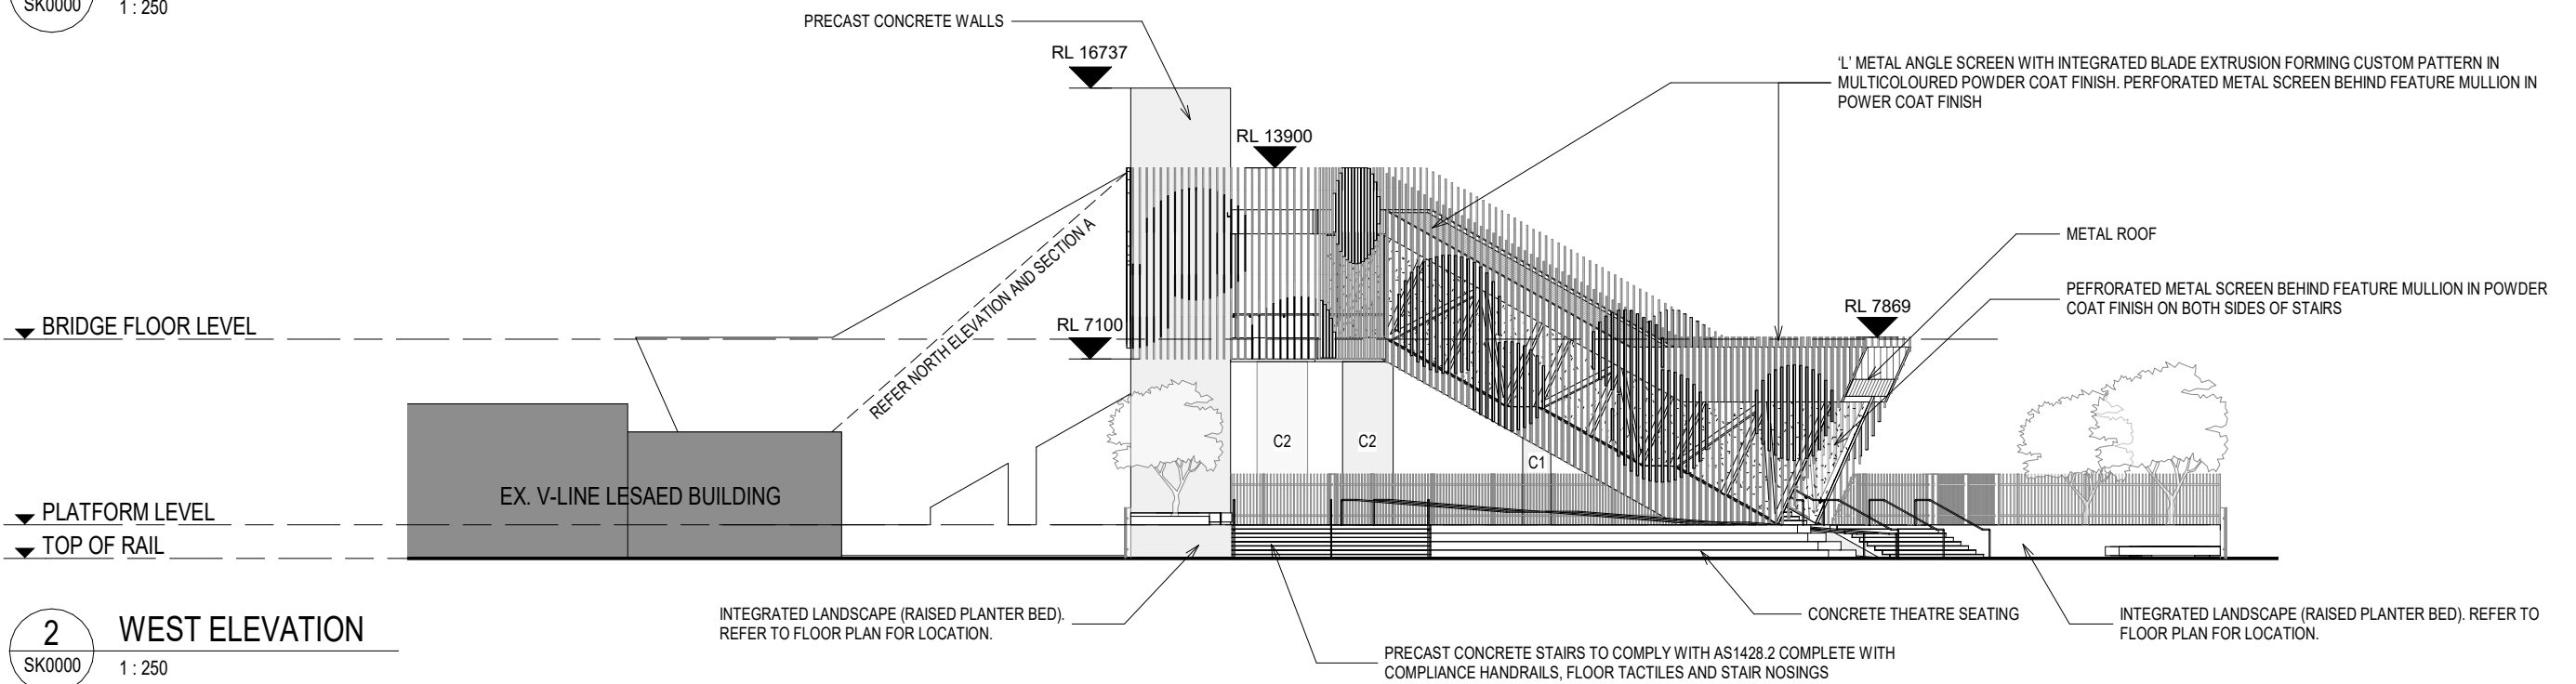 SK0000
1 : 250
PRECAST CONCRETE WALLS
RL 16737
'L' METAL ANGLE SCREEN WITH INTEGRATED BLADE EXTRUSION FORMING CUSTOM PATTERN IN
MULTICOLOURED POWDER COAT FINISH. PERFORATED METAL SCREEN BEHIND FEATURE MULLION IN
POWER COAT FINISH
RL 13900
REFER NORTH ELEVATION AND SECTION A
METAL ROOF
PEFRORATED METAL SCREEN BEHIND FEATURE MULLION IN POWDER
COAT FINISH ON BOTH SIDES OF STAIRS
BRIDGE FLOOR LEVEL
RL 7100
RL 7869
C2
C2
C1
EX. V-LINE LESAED BUILDING
PLATFORM LEVEL
TOP OF RAIL
INTEGRATED LANDSCAPE (RAISED PLANTER BED).
REFER TO FLOOR PLAN FOR LOCATION.
CONCRETE THEATRE SEATING
INTEGRATED LANDSCAPE (RAISED PLANTER BED). REFER TO
FLOOR PLAN FOR LOCATION.
PRECAST CONCRETE STAIRS TO COMPLY WITH AS1428.2 COMPLETE WITH
COMPLIANCE HANDRAILS, FLOOR TACTILES AND STAIR NOSINGS
2
SK0000
WEST ELEVATION
1 : 250